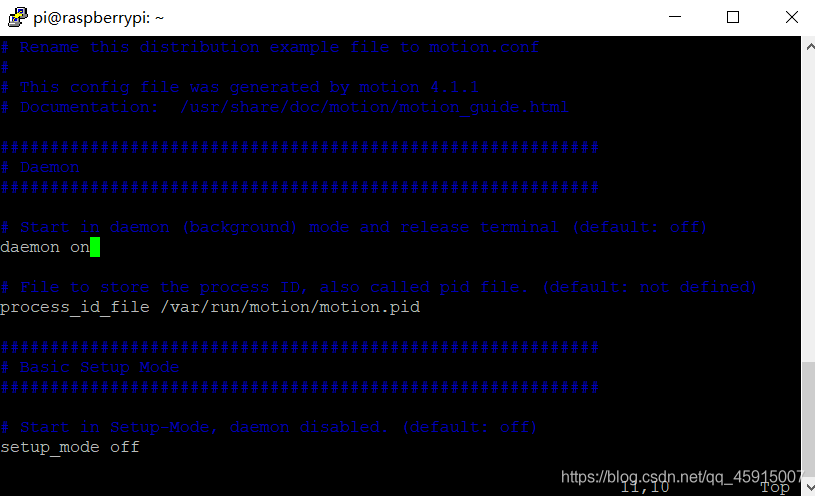 pi@raspberrypi: ~
# Rename this distribution example file to motion.conf
#
# This config file was generated by motion 4.1.1
# Documentation:  /usr/share/doc/motion/motion_guide.html
############################################################
# Daemon
############################################################
# Start in daemon (background) mode and release terminal (default: off)
daemon on
# File to store the process ID, also called pid file. (default: not defined)
process_id_file /var/run/motion/motion.pid
############################################################
# Basic Setup Mode
############################################################
# Start in Setup-Mode, daemon disabled. (default: off)
setup_mode off
https://blog.csdn.net/qq_45915007
11,10 Top